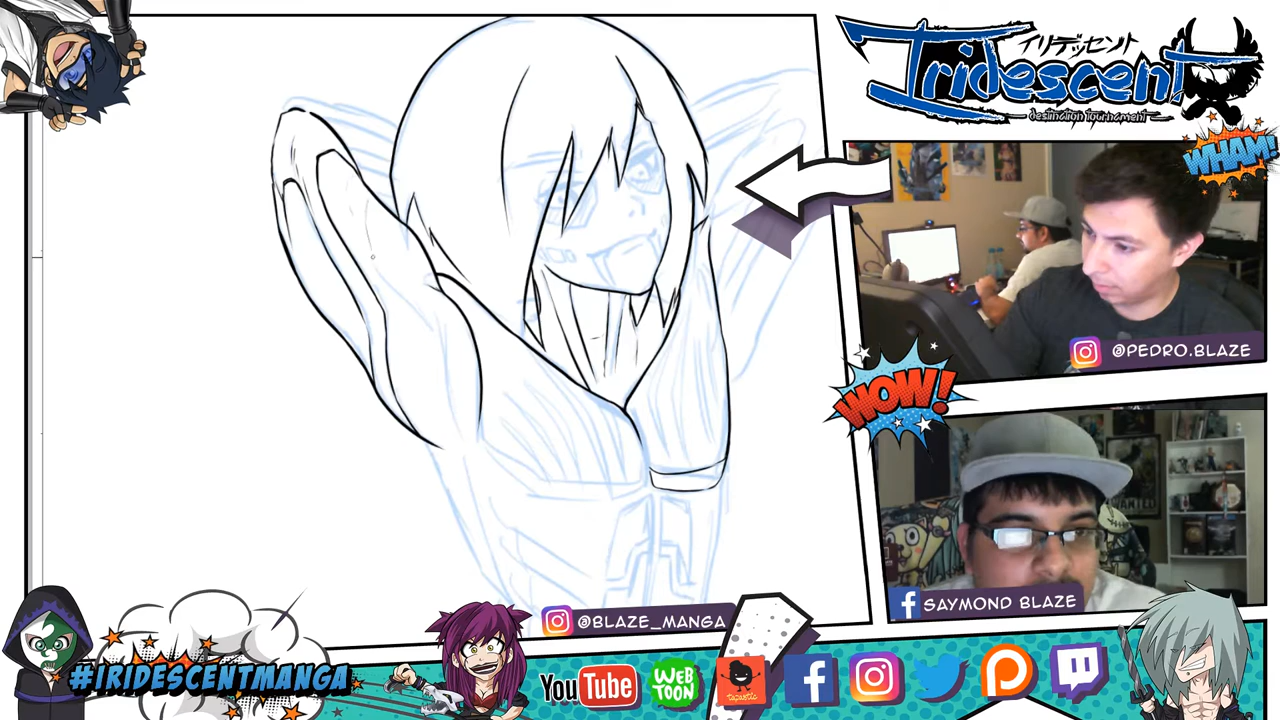 イリデッセント
Iridescent
destination tournament
WHAM!
@PEDRO.BLAZE
WOW!
SAYMOND BLAZE
@BLAZE_MANGA
#IRIDESCENTMANGA
YouTube
WEB
TOON
tapastic